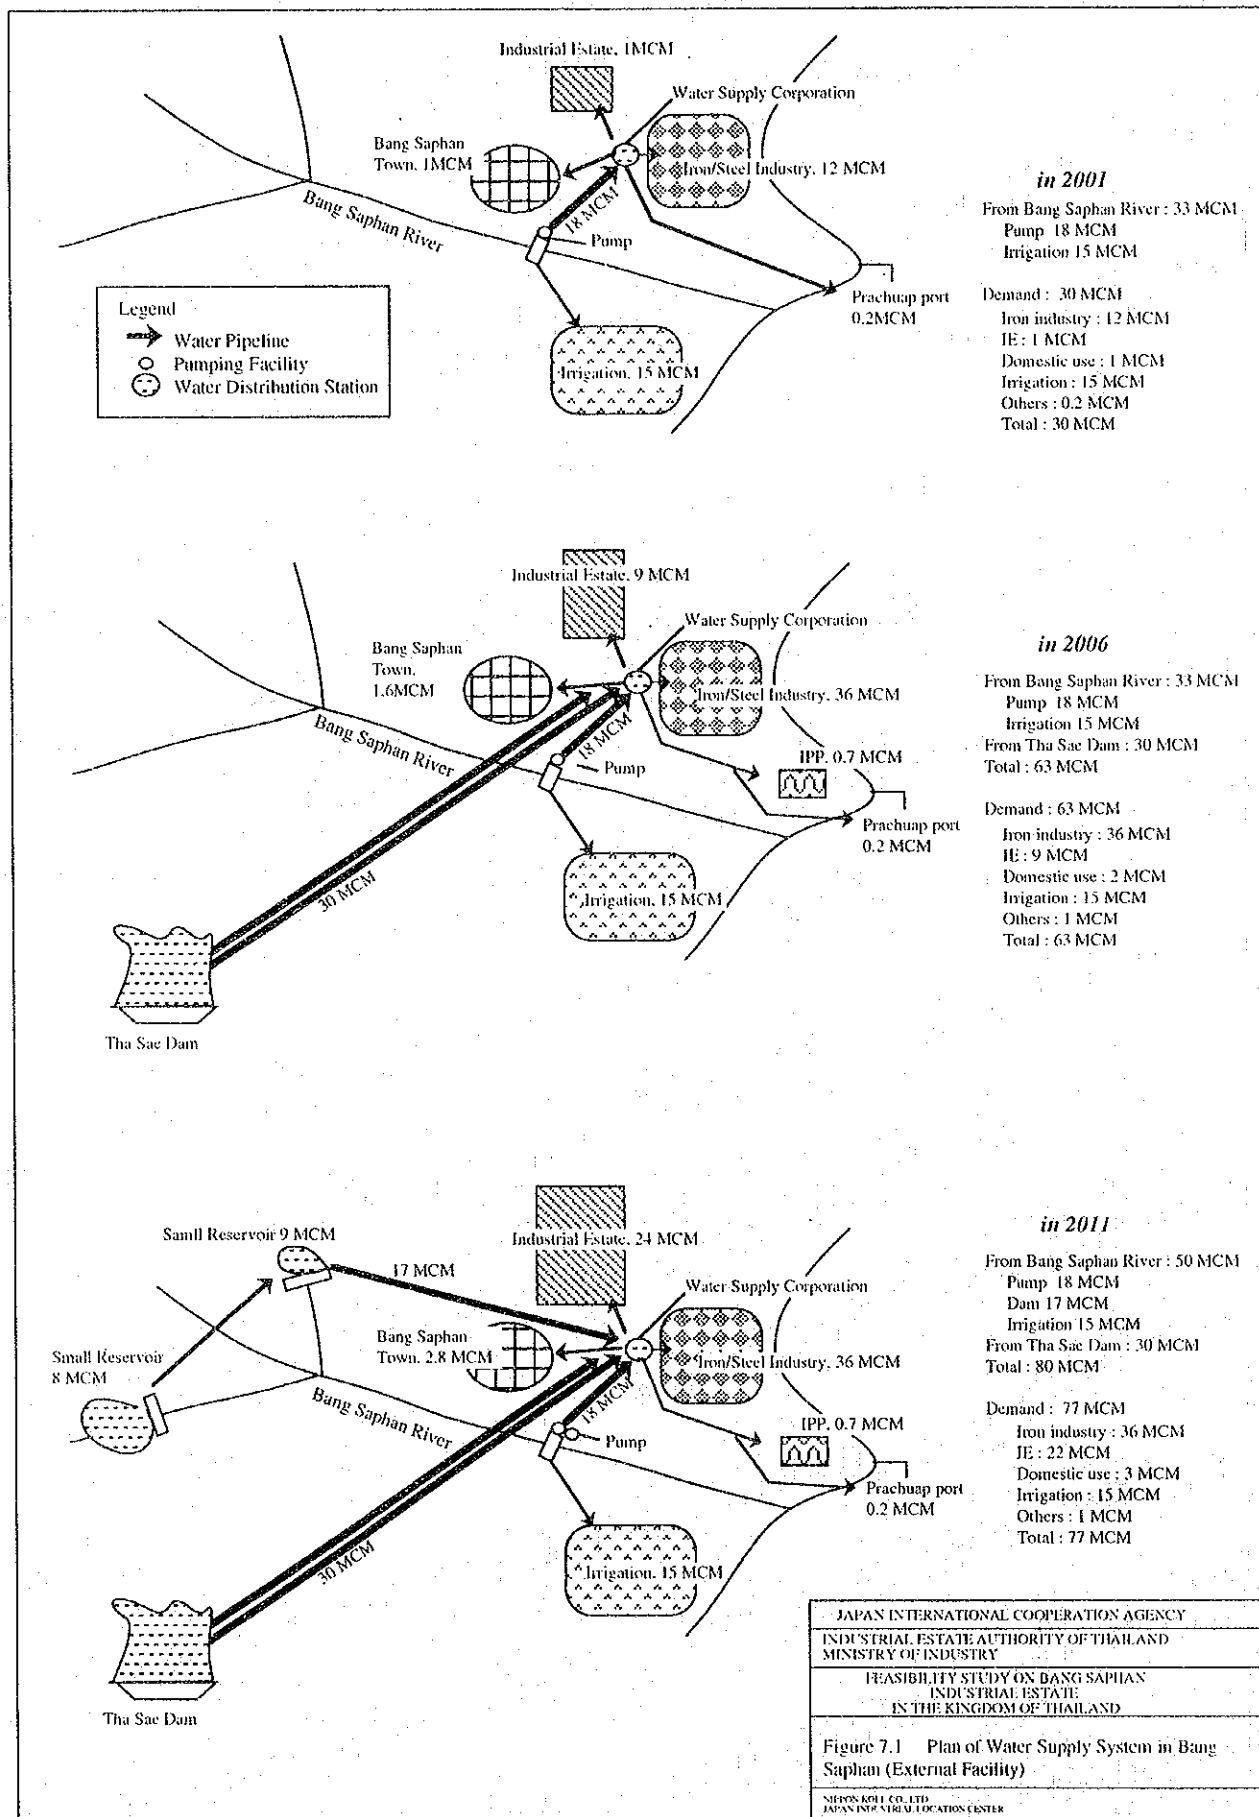 Industrial Estate, 1MCM
Water Supply Corporation
Bang Saphan
Town, 1MCM
Iron/Steel Industry, 12 MCM
Bang Saphan River
18 MCM
Pump
Prachuap port
0.2MCM
Irrigation, 15 MCM
Legend
Water Pipeline
Pumping Facility
Water Distribution Station
in 2001
From Bang Saphan River : 33 MCM
Pump 18 MCM
Irrigation 15 MCM
Demand : 30 MCM
Iron industry : 12 MCM
IE : 1 MCM
Domestic use : 1 MCM
Irrigation : 15 MCM
Others : 0.2 MCM
Total : 30 MCM
Industrial Estate, 9 MCM
Water Supply Corporation
Bang Saphan
Town,
1.6MCM
Iron/Steel Industry, 36 MCM
Bang Saphan River
18 MCM
Pump
IPP, 0.7 MCM
Prachuap port
0.2 MCM
Irrigation, 15 MCM
30 MCM
Tha Sae Dam
in 2006
From Bang Saphan River : 33 MCM
Pump 18 MCM
Irrigation 15 MCM
From Tha Sae Dam : 30 MCM
Total : 63 MCM
Demand : 63 MCM
Iron industry : 36 MCM
IE : 9 MCM
Domestic use : 2 MCM
Irrigation : 15 MCM
Others : 1 MCM
Total : 63 MCM
Samll Reservoir 9 MCM
17 MCM
Industrial Estate, 24 MCM
Water Supply Corporation
Small Reservoir
8 MCM
Bang Saphan
Town, 2.8 MCM
Iron/Steel Industry, 36 MCM
Bang Saphan River
18 MCM
Pump
IPP, 0.7 MCM
Prachuap port
0.2 MCM
Irrigation, 15 MCM
30 MCM
Tha Sae Dam
in 2011
From Bang Saphan River : 50 MCM
Pump 18 MCM
Dam 17 MCM
Irrigation 15 MCM
From Tha Sae Dam : 30 MCM
Total : 80 MCM
Demand : 77 MCM
Iron industry : 36 MCM
IE : 22 MCM
Domestic use : 3 MCM
Irrigation : 15 MCM
Others : 1 MCM
Total : 77 MCM
JAPAN INTERNATIONAL COOPERATION AGENCY
INDUSTRIAL ESTATE AUTHORITY OF THAILAND
MINISTRY OF INDUSTRY
FEASIBILITY STUDY ON BANG SAPHAN
INDUSTRIAL ESTATE
IN THE KINGDOM OF THAILAND
Figure 7.1 Plan of Water Supply System in Bang
Saphan (External Facility)
NIPPON KOEI CO., LTD
JAPAN INDUSTRIAL LOCATION CENTER